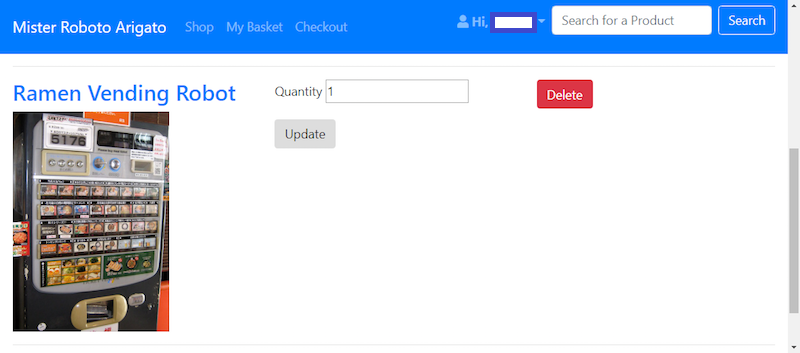 Mister Roboto Arigato Shop My Basket Checkout Hi, Search for a Product Search
Ramen Vending Robot Quantity 1 Delete
Update
5176